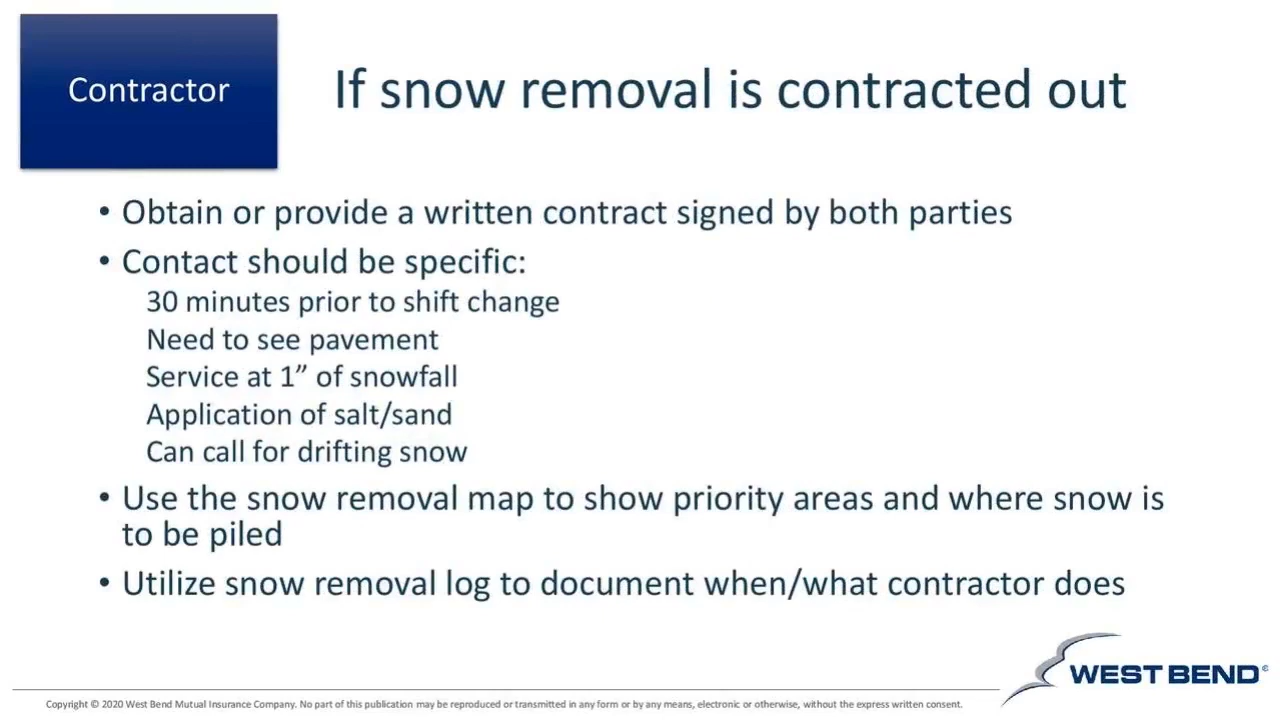 Contractor
If snow removal is contracted out
• Obtain or provide a written contract signed by both parties
• Contact should be specific:
30 minutes prior to shift change
Need to see pavement
Service at 1” of snowfall
Application of salt/sand
Can call for drifting snow
• Use the snow removal map to show priority areas and where snow is
to be piled
• Utilize snow removal log to document when/what contractor does
WEST BEND®
Copyright © 2020 West Bend Mutual Insurance Company. No part of this publication may be reproduced or transmitted in any form or by any means, electronic or otherwise, without the express written consent.